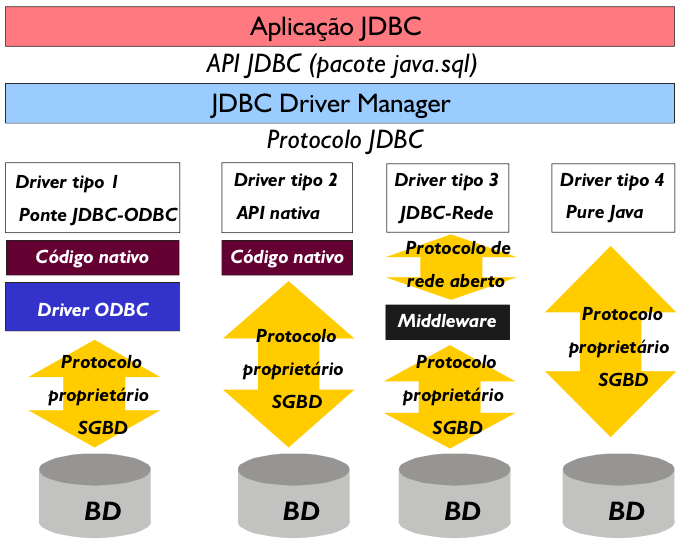 Aplicação JDBC
API JDBC (pacote java.sql)
JDBC Driver Manager
Protocolo JDBC
Driver tipo 1
Ponte JDBC-ODBC
Código nativo
Driver ODBC
Protocolo
proprietário
SGBD
BD
Driver tipo 2
API nativa
Código nativo
Protocolo
proprietário
SGBD
BD
Driver tipo 3
JDBC-Rede
Protocolo de
rede aberto
Middleware
Protocolo
proprietário
SGBD
BD
Driver tipo 4
Pure Java
Protocolo
proprietário
SGBD
BD